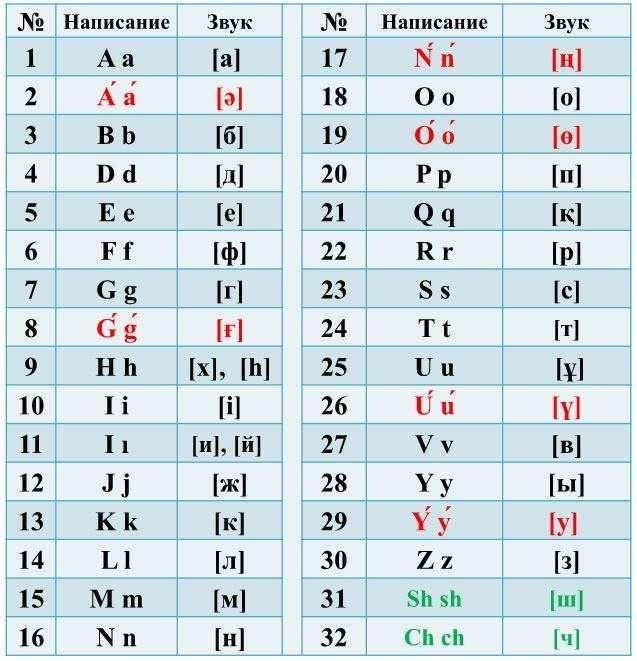 № Написание Звук № Написание Звук
1 A a [а] 17 Ń ń [ң]
2 Á á [ә] 18 O o [о]
3 B b [б] 19 Ó ó [ө]
4 D d [д] 20 P p [п]
5 E e [е] 21 Q q [қ]
6 F f [ф] 22 R r [р]
7 G g [г] 23 S s [с]
8 Ǵ ǵ [ғ] 24 T t [т]
9 H h [х], [h] 25 U u [ұ]
10 I i [і] 26 Ú ú [ү]
11 I ı [и], [й] 27 V v [в]
12 J j [ж] 28 Y y [ы]
13 K k [к] 29 Ý ý [у]
14 L l [л] 30 Z z [з]
15 M m [м] 31 Sh sh [ш]
16 N n [н] 32 Ch ch [ч]